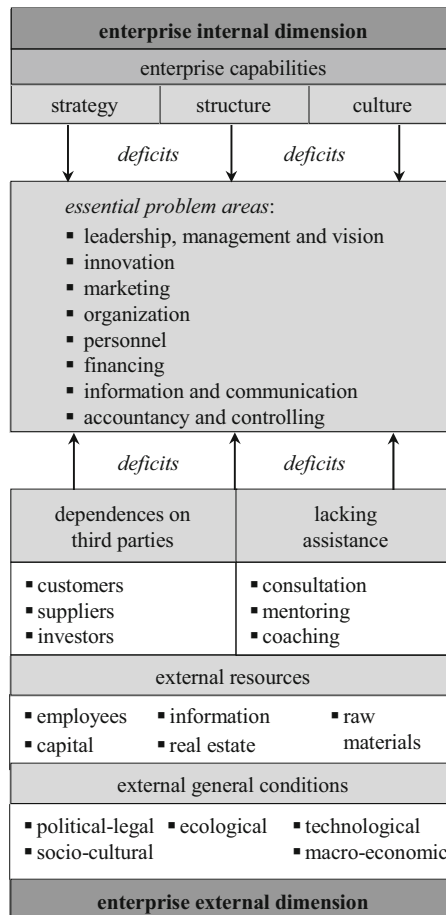 enterprise internal dimension
enterprise capabilities
strategy structure culture
deficits deficits
essential problem areas:
▪ leadership, management and vision
▪ innovation
▪ marketing
▪ organization
▪ personnel
▪ financing
▪ information and communication
▪ accountancy and controlling
deficits deficits
dependences on
third parties
lacking
assistance
▪ customers
▪ suppliers
▪ investors
▪ consultation
▪ mentoring
▪ coaching
external resources
▪ employees ▪ information ▪ raw
▪ capital ▪ real estate materials
external general conditions
▪ political-legal ▪ ecological ▪ technological
▪ socio-cultural ▪ macro-economic
enterprise external dimension